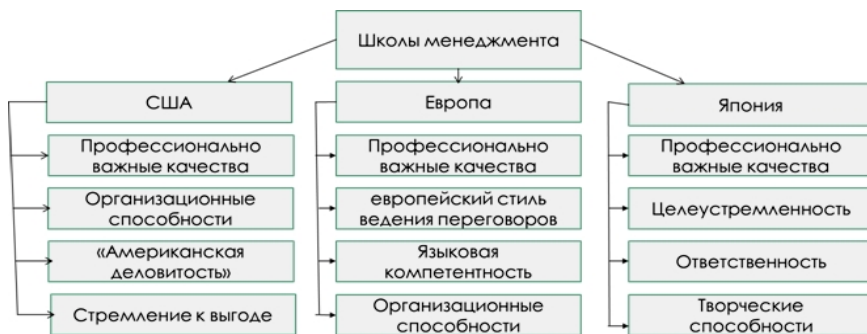 Школы менеджмента
США
Профессионально
важные качества
Организационные
способности
«Американская
деловитость»
Стремление к выгоде
Европа
Профессионально
важные качества
европейский стиль
ведения переговоров
Языковая
компетентность
Организационные
способности
Япония
Профессионально
важные качества
Целеустремленность
Ответственность
Творческие
способности